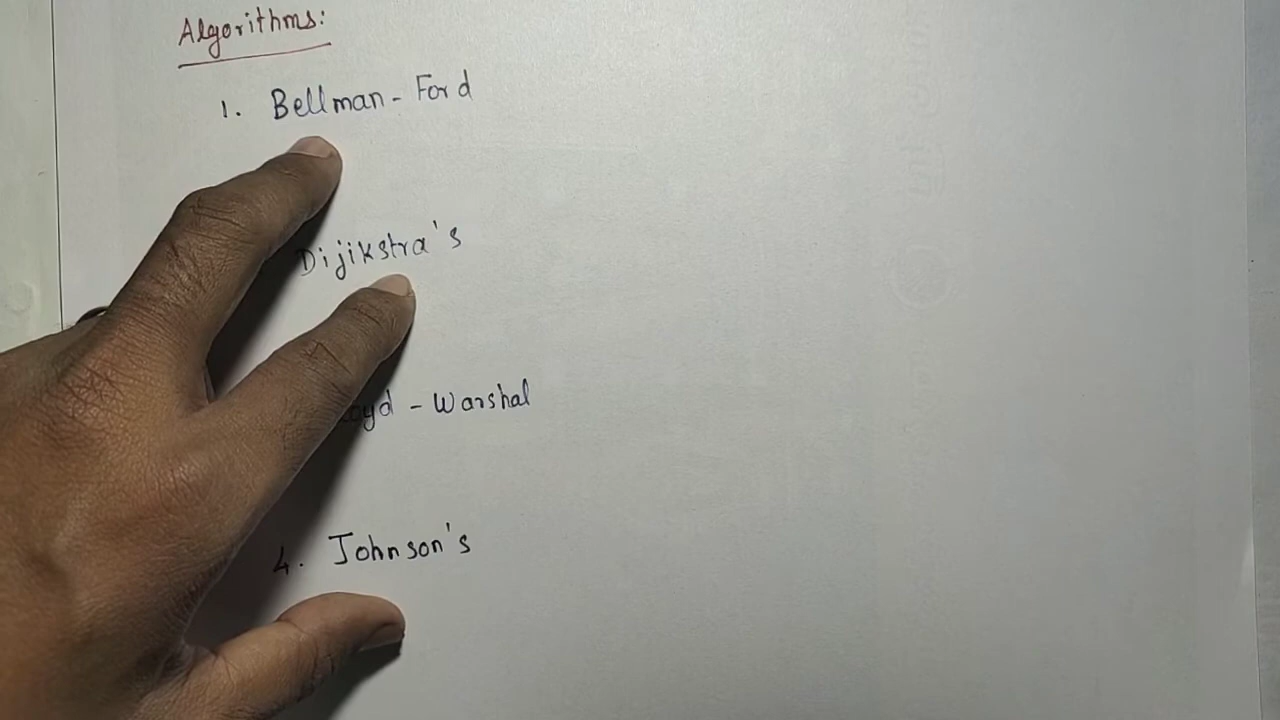 Algorithms:
1. Bellman - Ford
Dijikstra's
- Warshal
4. Johnson's